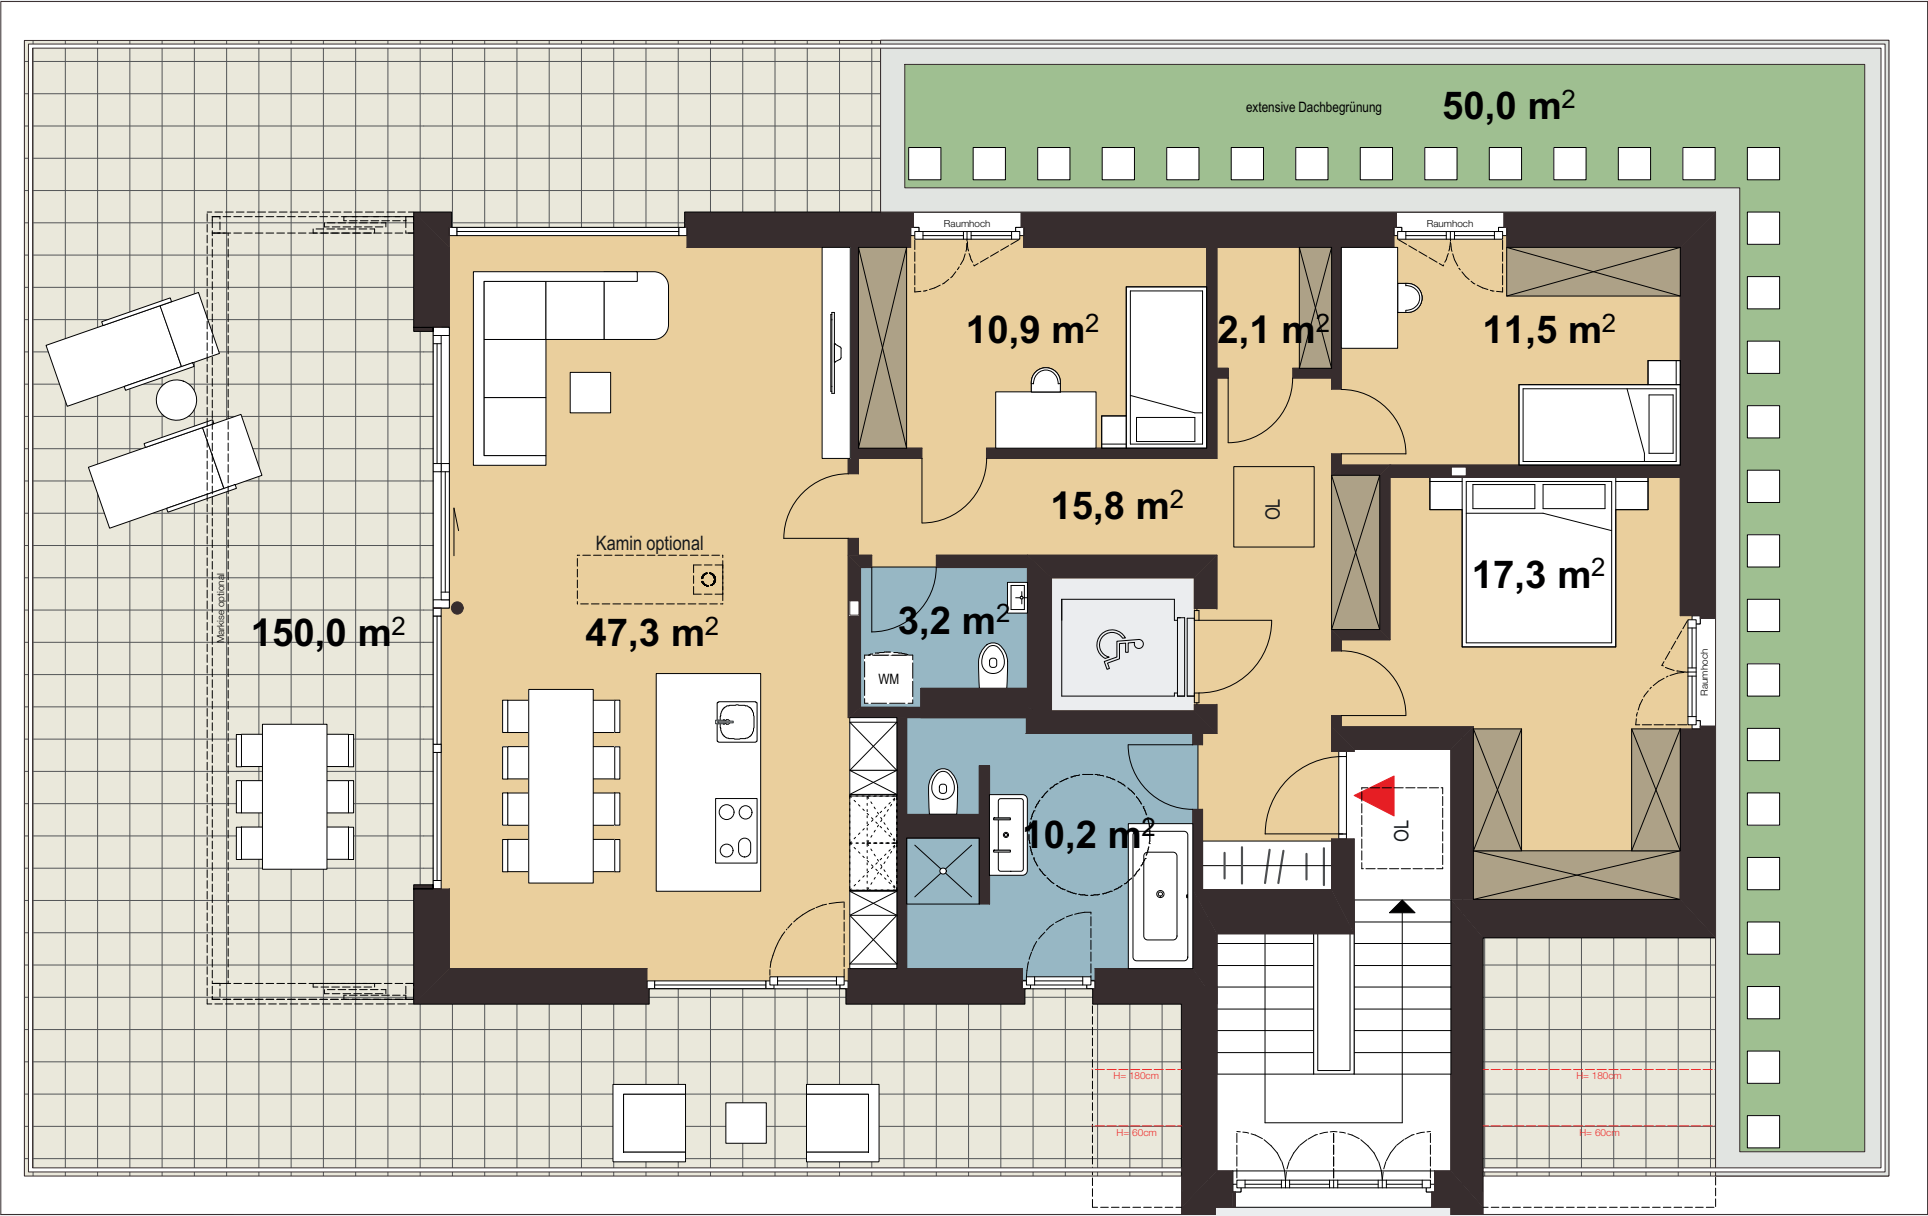 extensive Dachbegrünung 50,0 m²
Raumhoch
Raumhoch
10,9 m²
2,1 m²
11,5 m²
15,8 m²
OL
Kamin optional
17,3 m²
Markise optional
150,0 m²
47,3 m²
3,2 m²
WM
Raumhoch
10,2 m²
OL
H= 180cm
H= 180cm
H= 60cm
H= 60cm